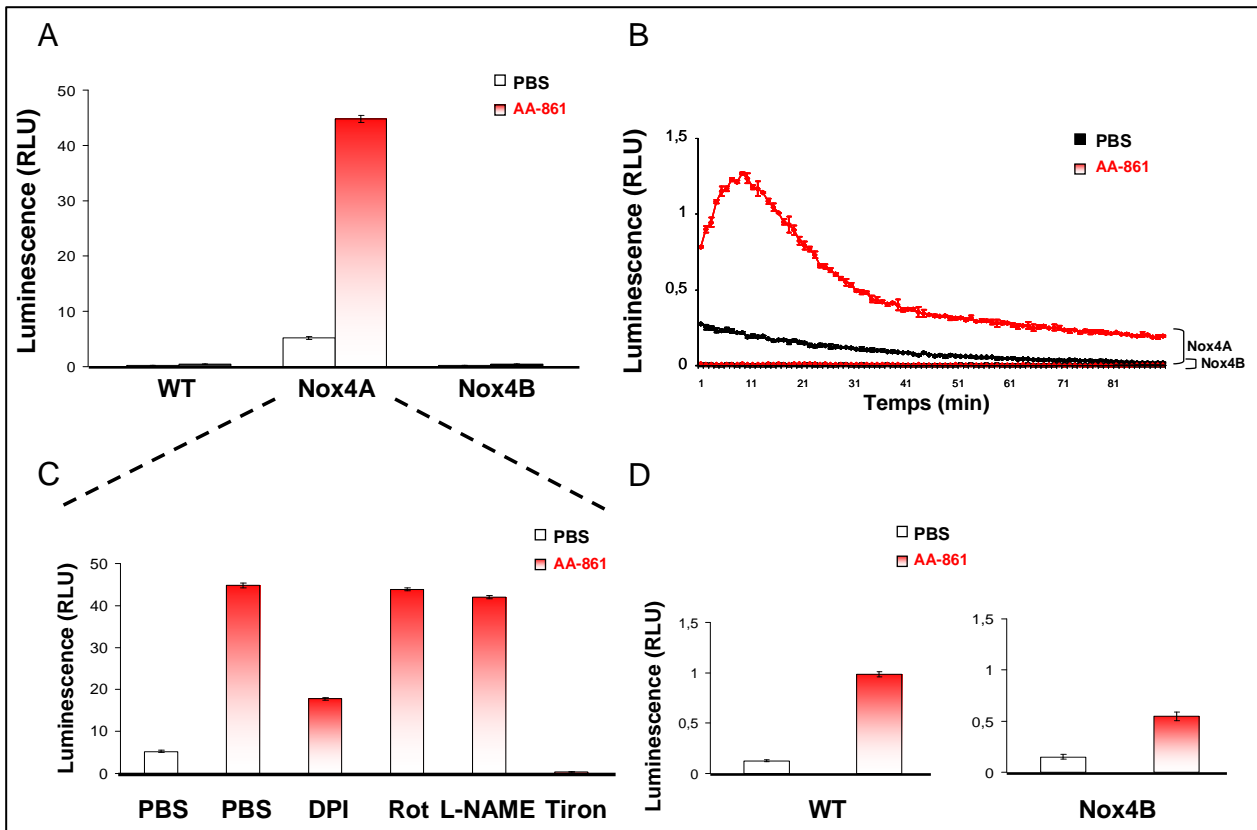 A
PBS
AA-861
Luminescence (RLU)
50
40
30
20
10
0
WT Nox4A Nox4B
B
PBS
AA-861
Luminescence (RLU)
1,5
1
0,5
0
Nox4A
Nox4B
1 11 21 31 41 51 61 71 81
Temps (min)
C
PBS
AA-861
Luminescence (RLU)
50
40
30
20
10
0
PBS PBS DPI Rot L-NAME Tiron
D
PBS
AA-861
Luminescence (RLU)
1,5
1
0,5
0
WT
1,5
1
0,5
0
Nox4B